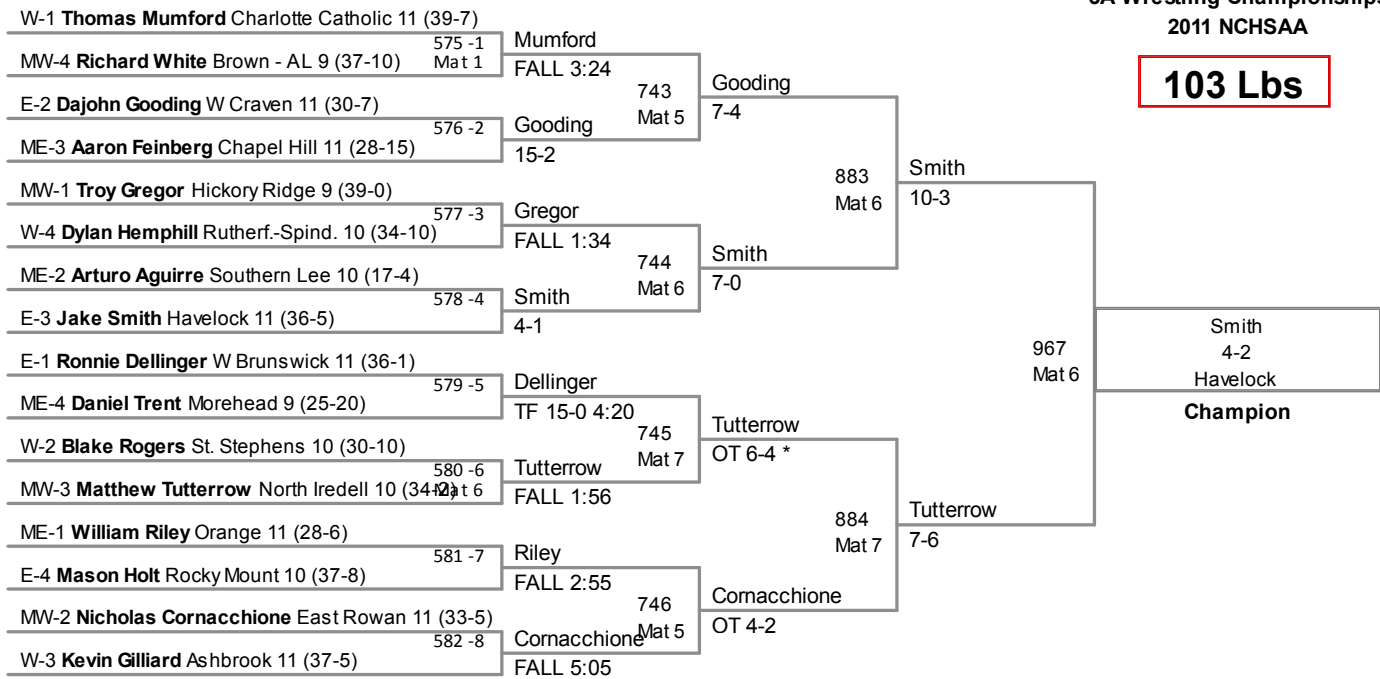 3A Wrestling Championships
2011 NCHSAA
103 Lbs
W-1 Thomas Mumford Charlotte Catholic 11 (39-7)
575 -1
Mat 1
MW-4 Richard White Brown - AL 9 (37-10)
Mumford
FALL 3:24
E-2 Dajohn Gooding W Craven 11 (30-7)
576 -2
ME-3 Aaron Feinberg Chapel Hill 11 (28-15)
Gooding
15-2
743
Mat 5
Gooding
7-4
MW-1 Troy Gregor Hickory Ridge 9 (39-0)
577 -3
W-4 Dylan Hemphill Rutherf.-Spind. 10 (34-10)
Gregor
FALL 1:34
ME-2 Arturo Aguirre Southern Lee 10 (17-4)
578 -4
E-3 Jake Smith Havelock 11 (36-5)
Smith
4-1
744
Mat 6
Smith
7-0
883
Mat 6
Smith
10-3
E-1 Ronnie Dellinger W Brunswick 11 (36-1)
579 -5
ME-4 Daniel Trent Morehead 9 (25-20)
Dellinger
TF 15-0 4:20
W-2 Blake Rogers St. Stephens 10 (30-10)
580 -6
Mat 6
MW-3 Matthew Tutterrow North Iredell 10 (34-2)
Tutterrow
FALL 1:56
745
Mat 7
Tutterrow
OT 6-4 *
ME-1 William Riley Orange 11 (28-6)
581 -7
E-4 Mason Holt Rocky Mount 10 (37-8)
Riley
FALL 2:55
MW-2 Nicholas Cornacchione East Rowan 11 (33-5)
582 -8
W-3 Kevin Gilliard Ashbrook 11 (37-5)
Cornacchione
FALL 5:05
746
Mat 5
Cornacchione
OT 4-2
884
Mat 7
Tutterrow
7-6
967
Mat 6
Smith
4-2
Havelock
Champion